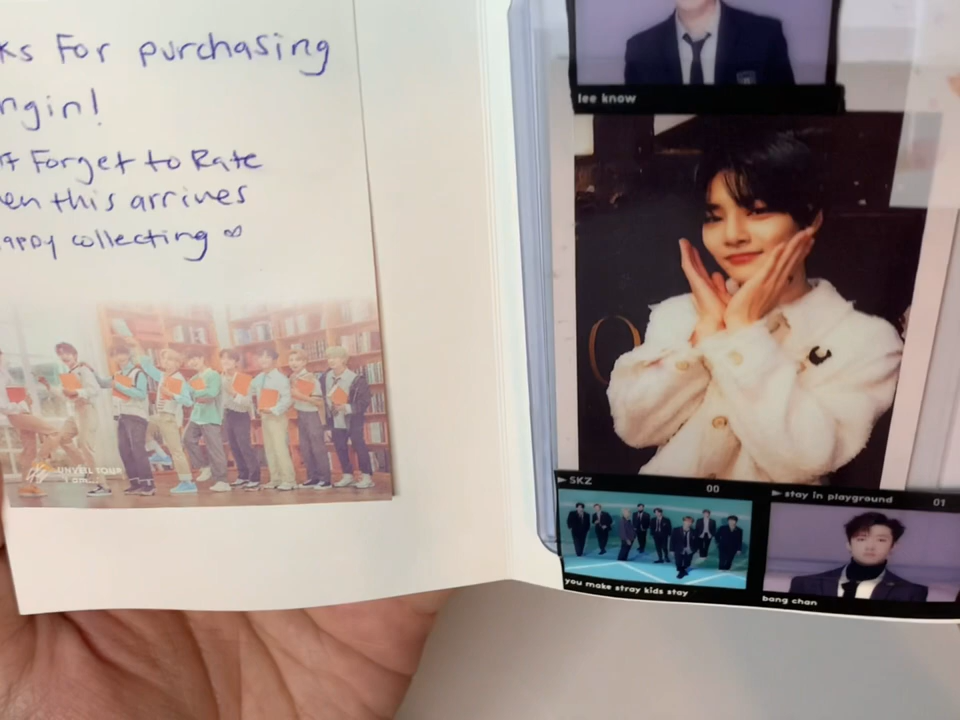 ks For purchasing
ngin!
Forget to Rate
en this arrives
appy collecting
UNVEIL TOUR
I am...
lee know
SKZ 00
stay in playground 01
you make stray kids stay
bang chan